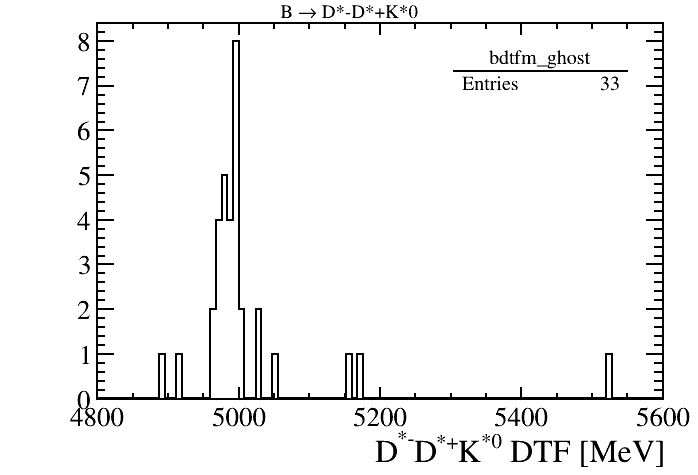 B → D*-D*+K*0
bdtfm_ghost
Entries 33
8
7
6
5
4
3
2
1
0
4800 5000 5200 5400 5600
D*-D*+K*0 DTF [MeV]